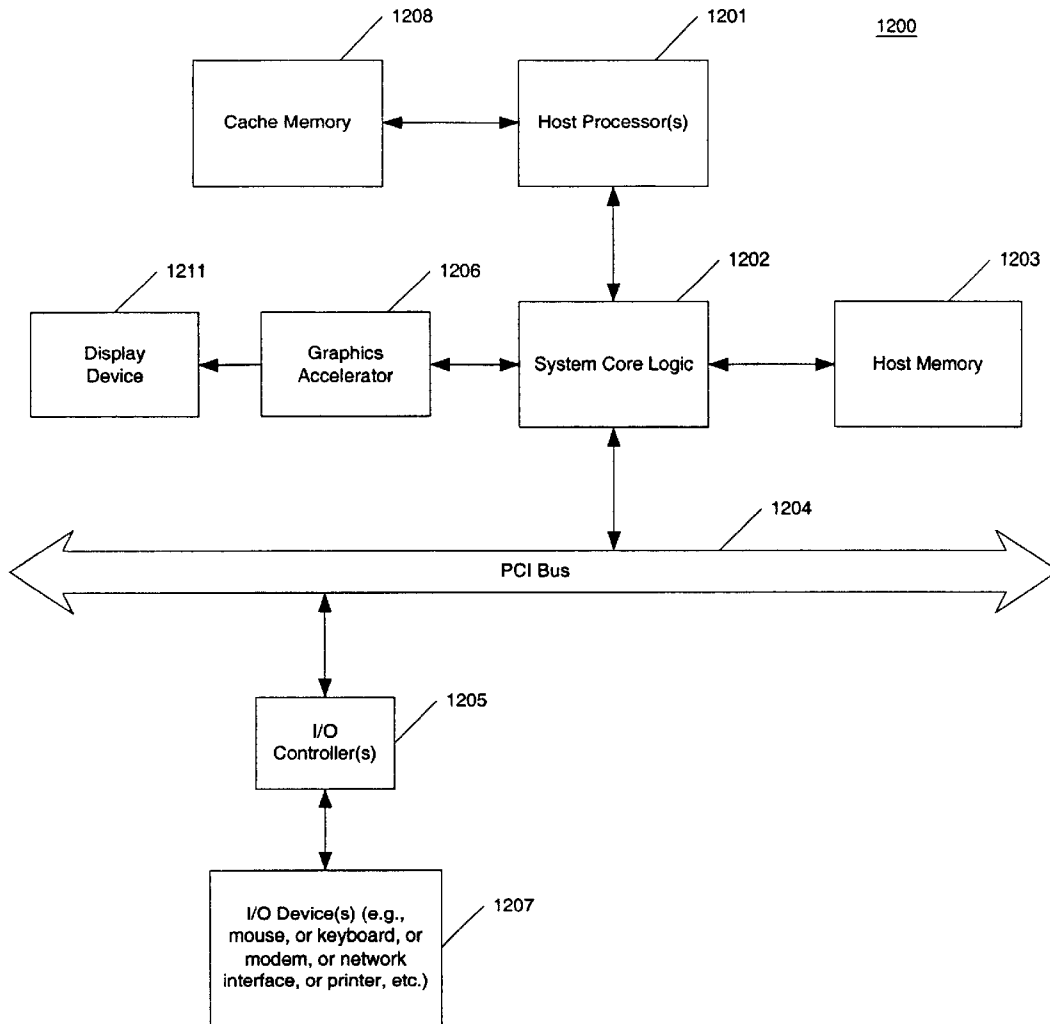 1208
1201
1200
Cache Memory
Host Processor(s)
1211
1206
1202
1203
Display
Device
Graphics
Accelerator
System Core Logic
Host Memory
1204
PCI Bus
1205
I/O
Controller(s)
1207
I/O Device(s) (e.g.,
mouse, or keyboard, or
modem, or network
interface, or printer, etc.)